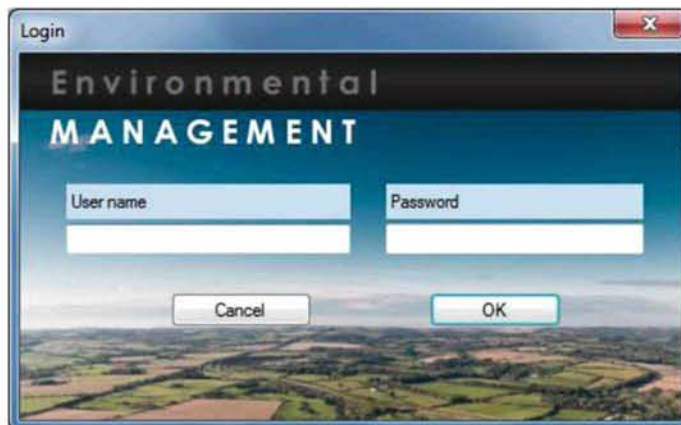 Login
Environmental
MANAGEMENT
User name
Password
Cancel
OK